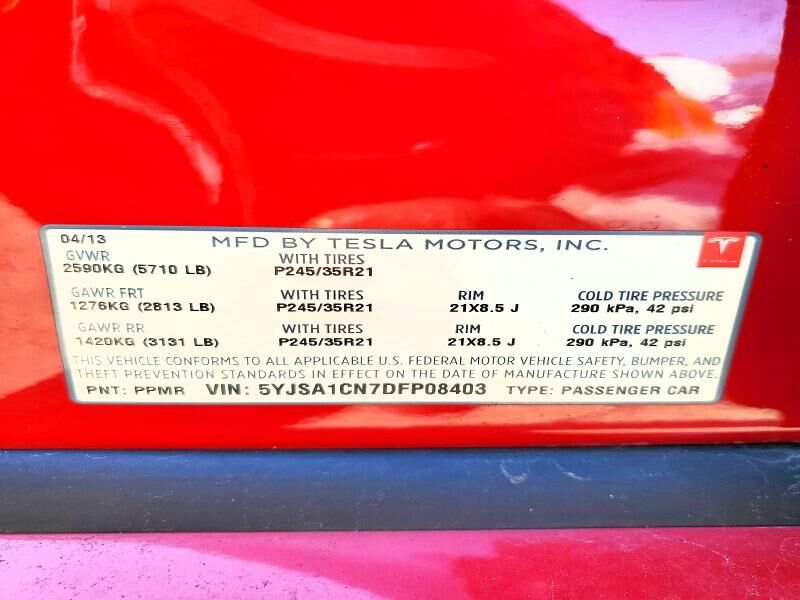 04/13
MFD BY TESLA MOTORS, INC.
GVWR WITH TIRES
2590KG (5710 LB) P245/35R21
GAWR FRT WITH TIRES RIM COLD TIRE PRESSURE
1276KG (2813 LB) P245/35R21 21X8.5 J 290 kPa, 42 psi
GAWR RR WITH TIRES RIM COLD TIRE PRESSURE
1420KG (3131 LB) P245/35R21 21X8.5 J 290 kPa, 42 psi
THIS VEHICLE CONFORMS TO ALL APPLICABLE U.S. FEDERAL MOTOR VEHICLE SAFETY, BUMPER, AND
THEFT PREVENTION STANDARDS IN EFFECT ON THE DATE OF MANUFACTURE SHOWN ABOVE.
PNT: PPMR VIN: 5YJSA1CN7DFP08403 TYPE: PASSENGER CAR